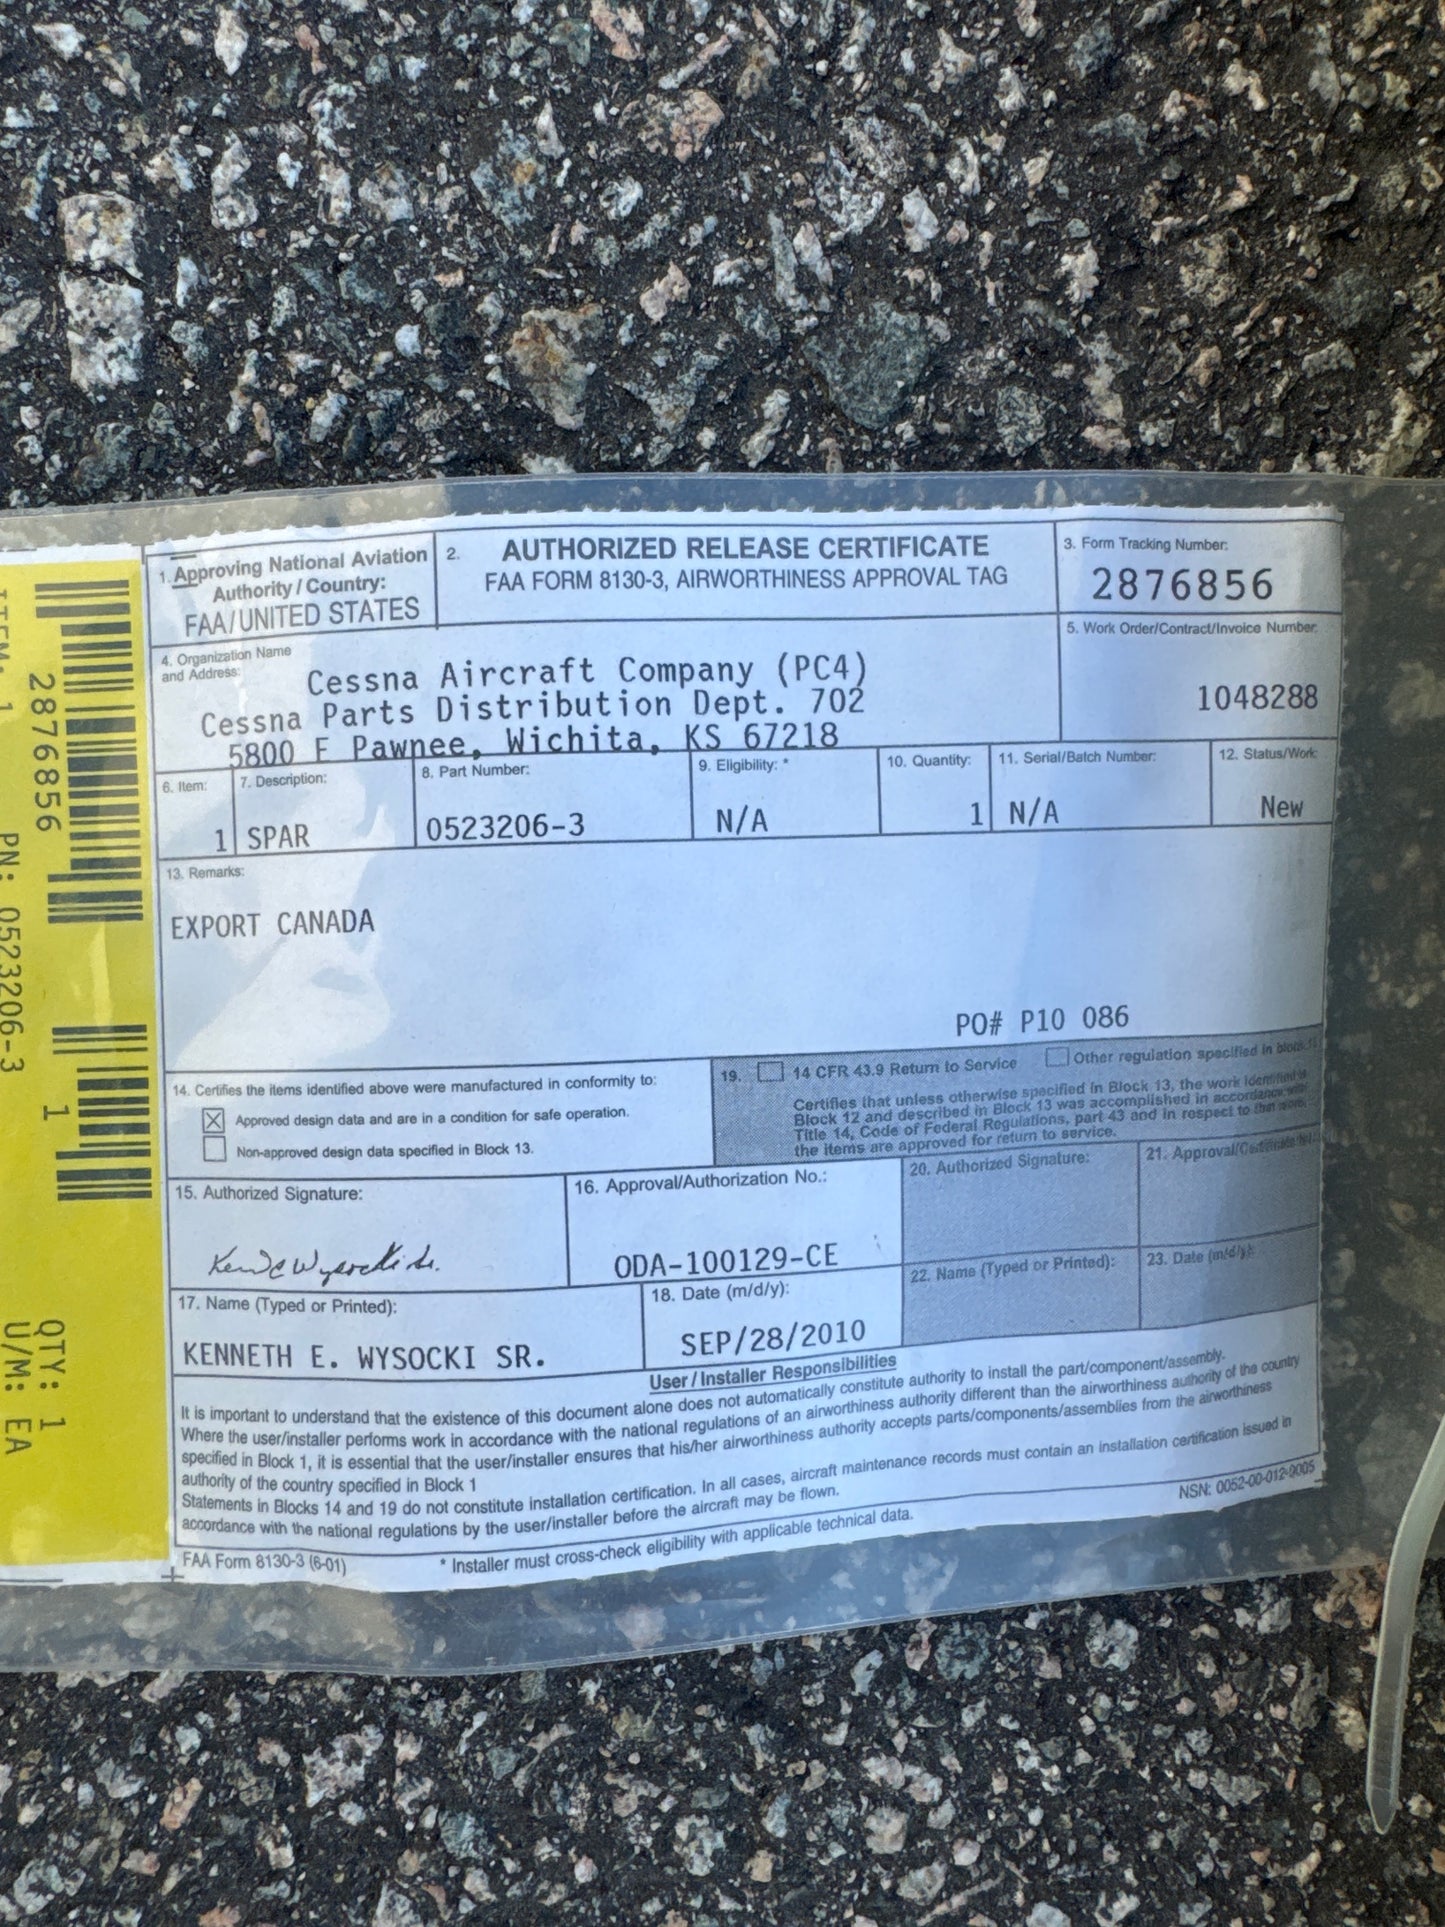 ITEM: 1
2876856
PN: 0523206-3
1
QTY: 1
U/M: EA
1. Approving National Aviation
Authority / Country:
FAA/UNITED STATES
2. AUTHORIZED RELEASE CERTIFICATE
FAA FORM 8130-3, AIRWORTHINESS APPROVAL TAG
3. Form Tracking Number:
2876856
4. Organization Name
and Address:
Cessna Aircraft Company (PC4)
Cessna Parts Distribution Dept. 702
5800 E Pawnee, Wichita, KS 67218
5. Work Order/Contract/Invoice Number:
1048288
6. Item:
1
7. Description:
SPAR
8. Part Number:
0523206-3
9. Eligibility: *
N/A
10. Quantity:
1
11. Serial/Batch Number:
N/A
12. Status/Work:
New
13. Remarks:
EXPORT CANADA
PO# P10 086
14. Certifies the items identified above were manufactured in conformity to:
☒ Approved design data and are in a condition for safe operation.
☐ Non-approved design data specified in Block 13.
19. ☐ 14 CFR 43.9 Return to Service ☐ Other regulation specified in block 13
Certifies that unless otherwise specified in Block 13, the work identified in
Block 12 and described in Block 13 was accomplished in accordance with
Title 14, Code of Federal Regulations, part 43 and in respect to that work,
the items are approved for return to service.
15. Authorized Signature:
Kenneth E Wysocki Sr.
16. Approval/Authorization No.:
ODA-100129-CE
20. Authorized Signature:
21. Approval/Certificate
17. Name (Typed or Printed):
KENNETH E. WYSOCKI SR.
18. Date (m/d/y):
SEP/28/2010
22. Name (Typed or Printed):
23. Date (m/d/y):
User / Installer Responsibilities
It is important to understand that the existence of this document alone does not automatically constitute authority to install the part/component/assembly.
Where the user/installer performs work in accordance with the national regulations of an airworthiness authority different than the airworthiness authority of the country
specified in Block 1, it is essential that the user/installer ensures that his/her airworthiness authority accepts parts/components/assemblies from the airworthiness
authority of the country specified in Block 1
Statements in Blocks 14 and 19 do not constitute installation certification. In all cases, aircraft maintenance records must contain an installation certification issued in
accordance with the national regulations by the user/installer before the aircraft may be flown.
NSN: 0052-00-012-9005
FAA Form 8130-3 (6-01)
* Installer must cross-check eligibility with applicable technical data.